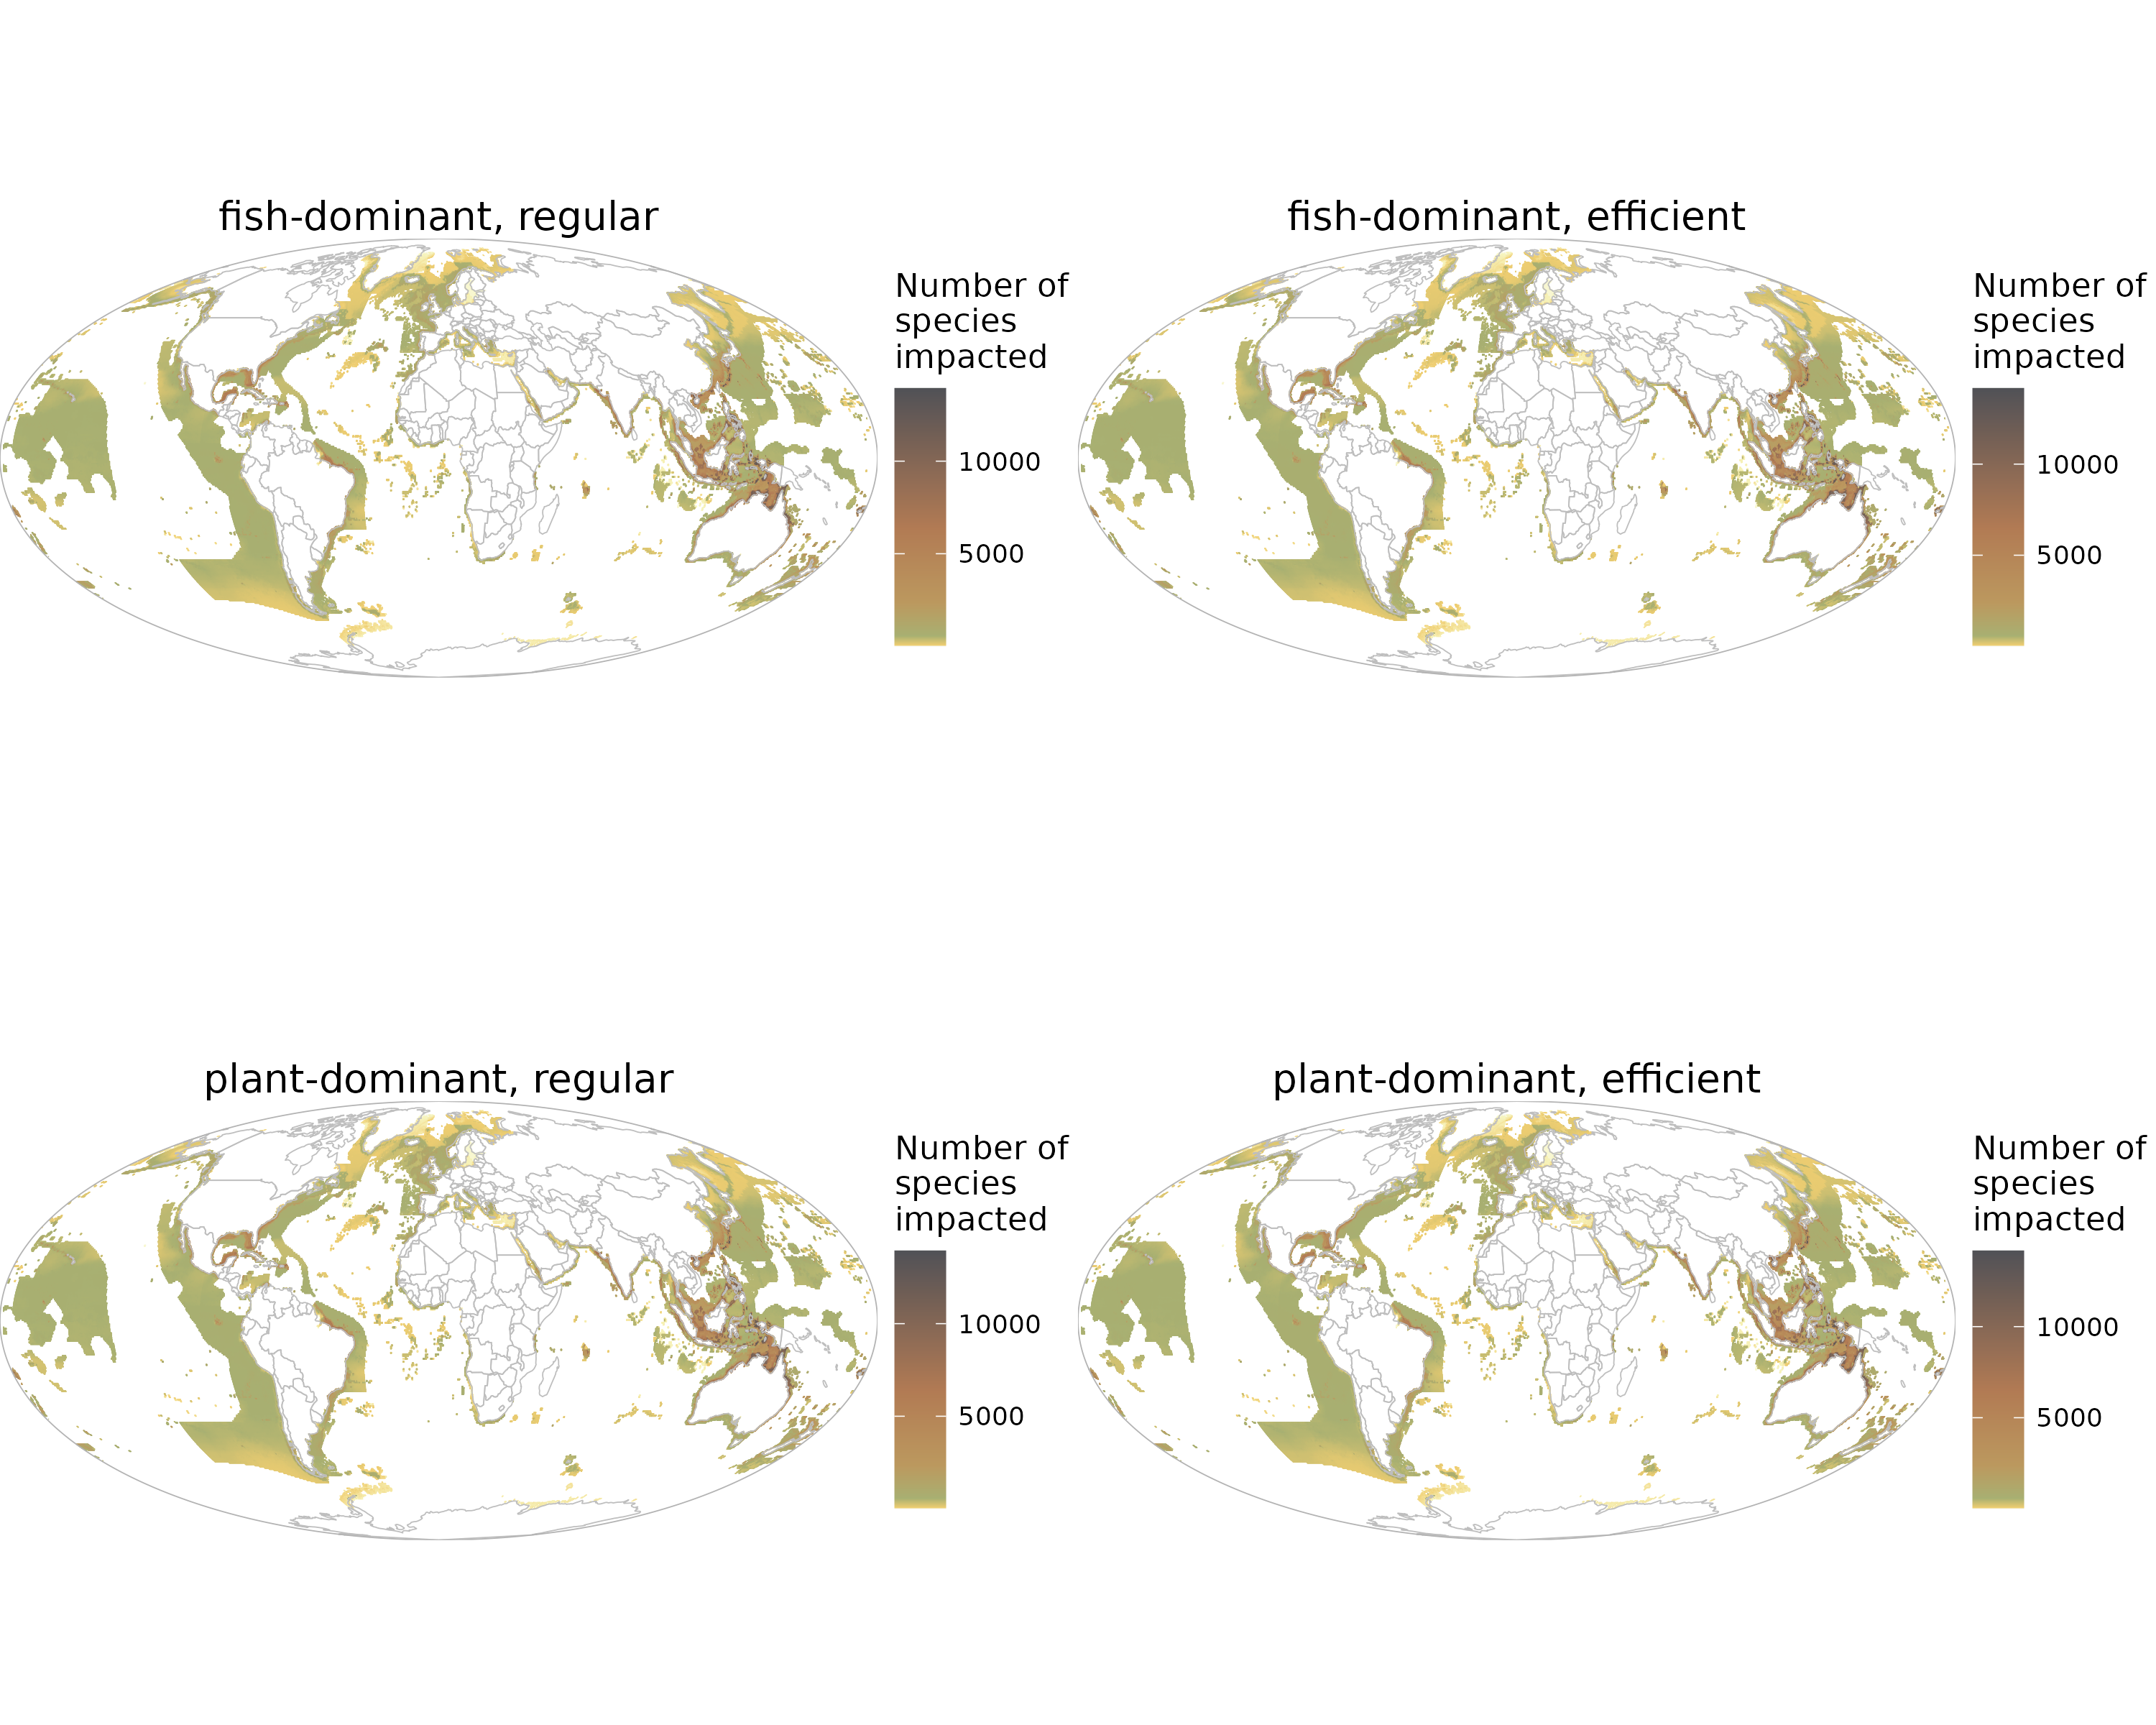 fish-dominant, regular
Number of
species
impacted
10000
5000
fish-dominant, efficient
Number of
species
impacted
10000
5000
plant-dominant, regular
Number of
species
impacted
10000
5000
plant-dominant, efficient
Number of
species
impacted
10000
5000